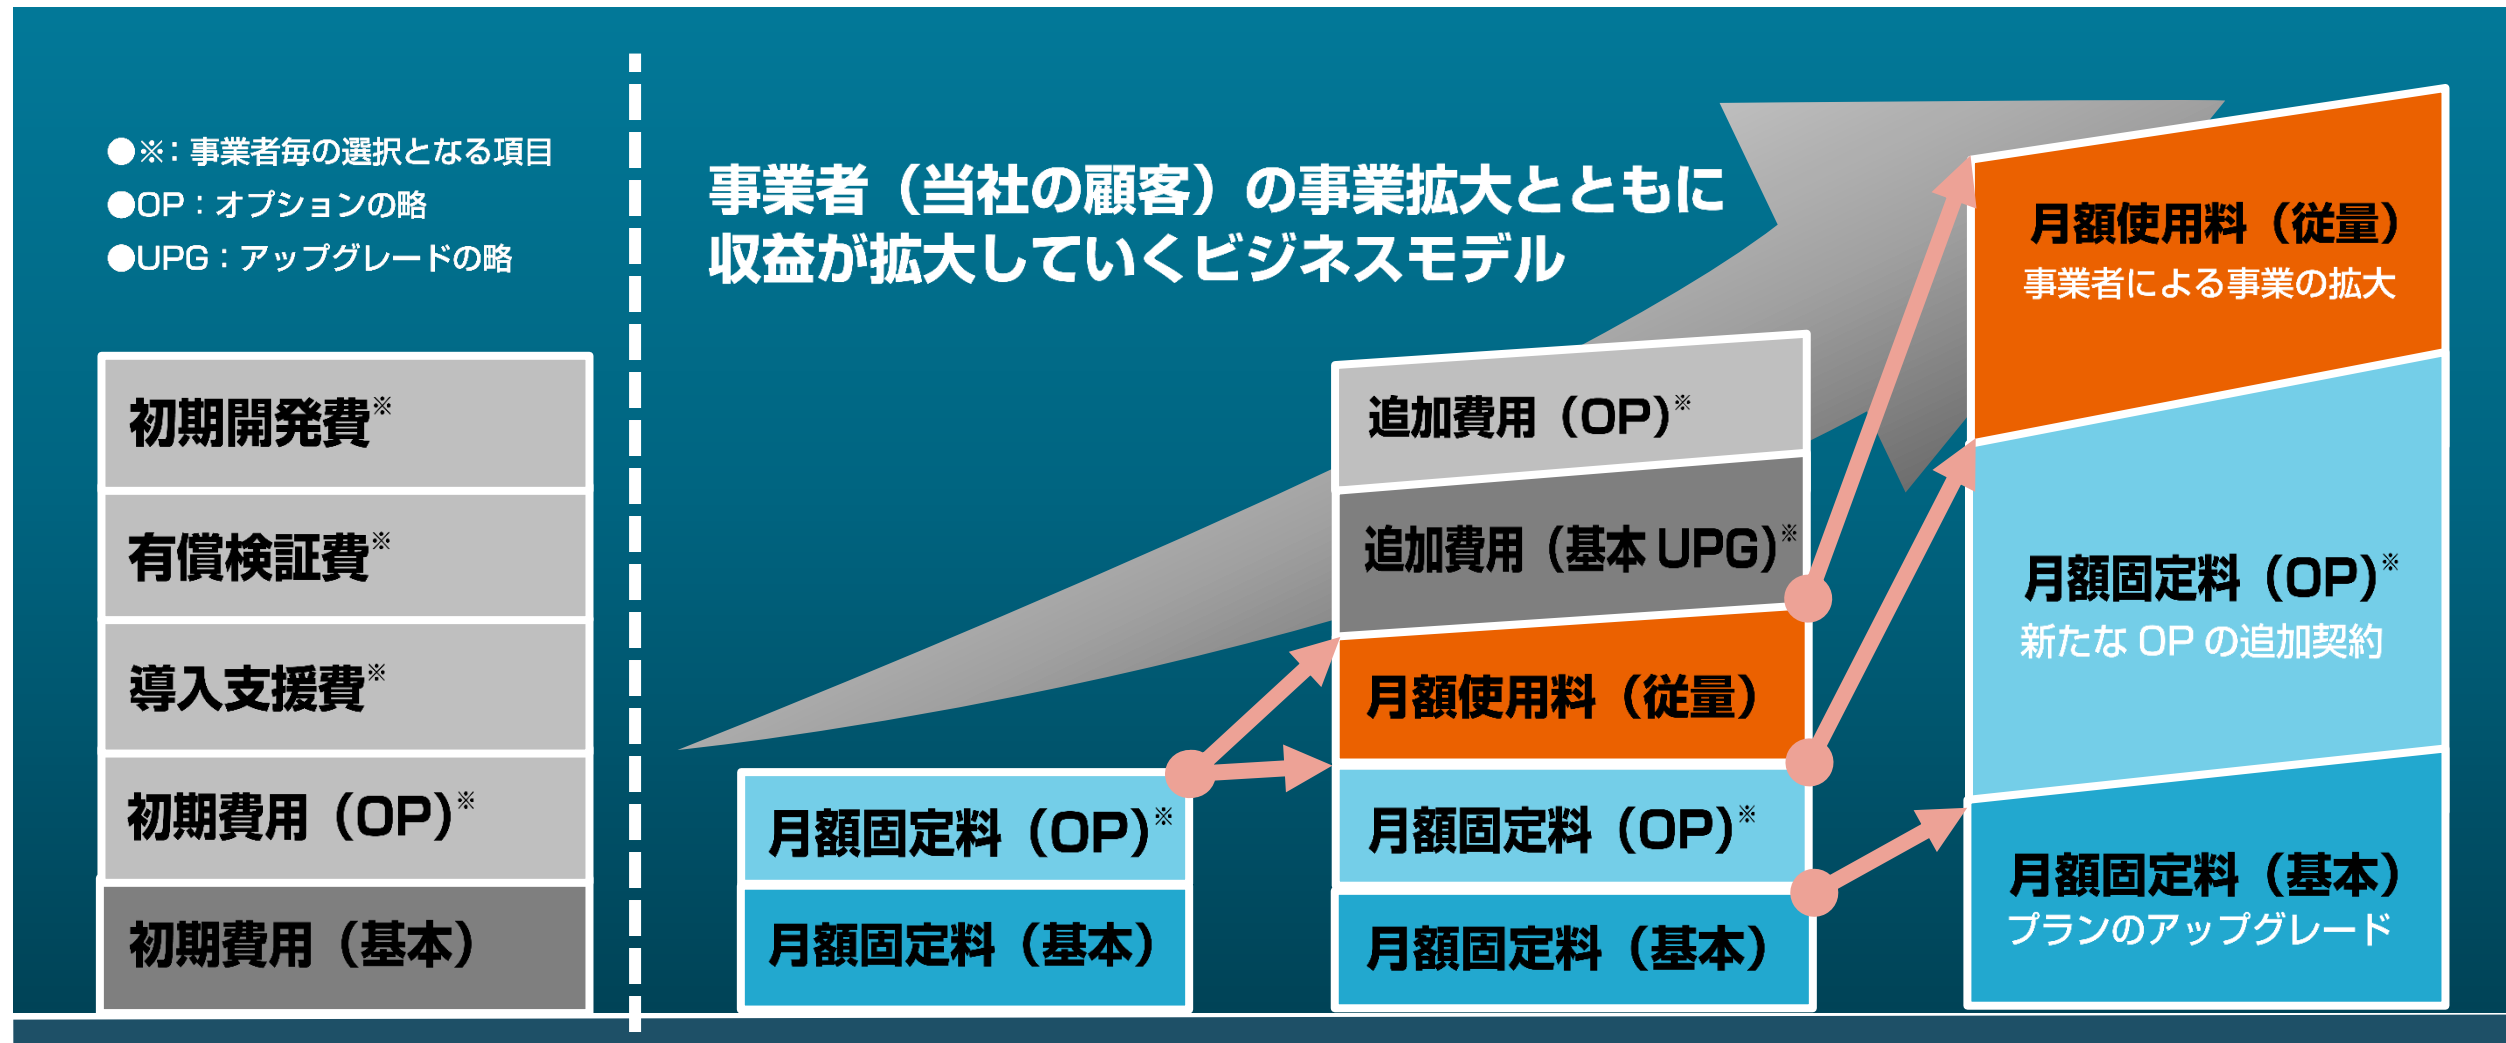 ●※：事業者毎の選択となる項目
●OP：オプションの略
●UPG：アップグレードの略
事業者（当社の顧客）の事業拡大とともに
収益が拡大していくビジネスモデル
初期開発費※
有償検証費※
導入支援費※
初期費用（OP）※
初期費用（基本）
月額固定料（OP）※
月額固定料（基本）
追加費用（OP）※
追加費用（基本 UPG）※
月額使用料（従量）
月額固定料（OP）※
月額固定料（基本）
月額使用料（従量）
事業者による事業の拡大
月額固定料（OP）※
新たな OP の追加契約
月額固定料（基本）
プランのアップグレード